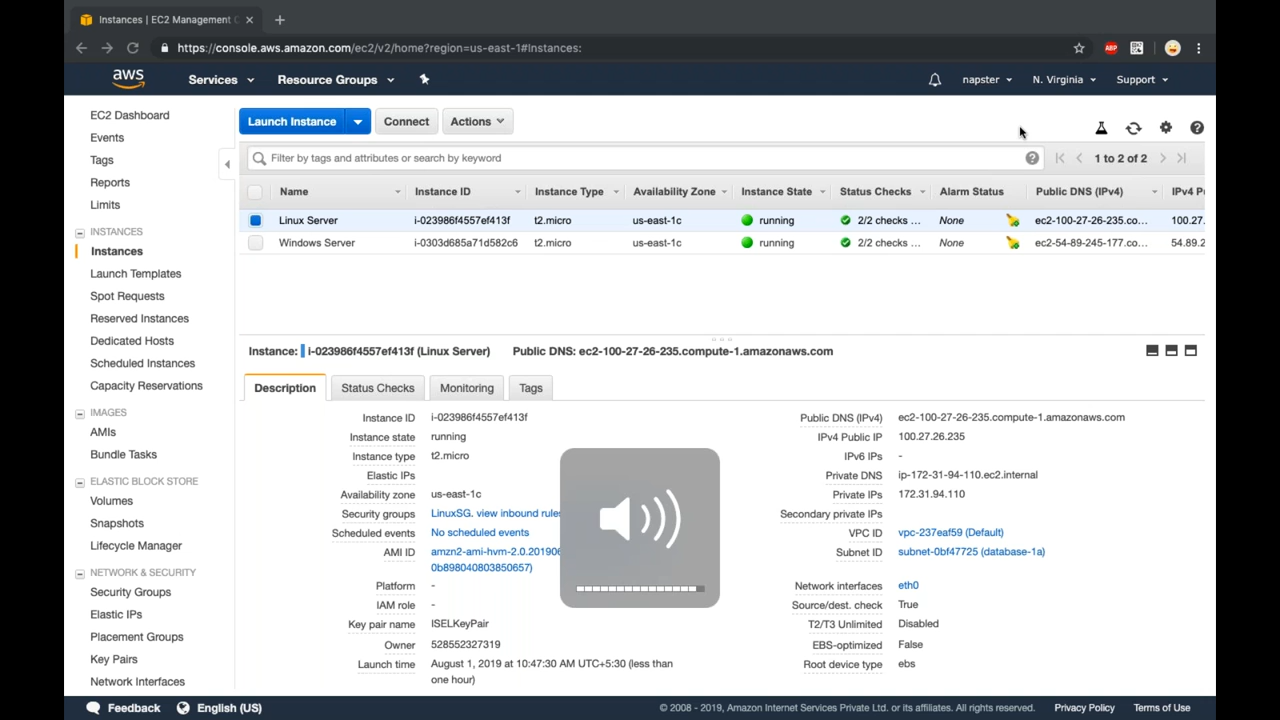 Instances | EC2 Management C
https://console.aws.amazon.com/ec2/v2/home?region=us-east-1#Instances:
ABP
aws Services Resource Groups napster N. Virginia Support
EC2 Dashboard
Events
Tags
Reports
Limits
INSTANCES
Instances
Launch Templates
Spot Requests
Reserved Instances
Dedicated Hosts
Scheduled Instances
Capacity Reservations
IMAGES
AMIs
Bundle Tasks
ELASTIC BLOCK STORE
Volumes
Snapshots
Lifecycle Manager
NETWORK & SECURITY
Security Groups
Elastic IPs
Placement Groups
Key Pairs
Network Interfaces
Launch Instance Connect Actions
Filter by tags and attributes or search by keyword 1 to 2 of 2
Name Instance ID Instance Type Availability Zone Instance State Status Checks Alarm Status Public DNS (IPv4) IPv4 P
Linux Server i-023986f4557ef413f t2.micro us-east-1c running 2/2 checks ... None ec2-100-27-26-235.co... 100.27.
Windows Server i-0303d685a71d582c6 t2.micro us-east-1c running 2/2 checks ... None ec2-54-89-245-177.co... 54.89.2
Instance: i-023986f4557ef413f (Linux Server) Public DNS: ec2-100-27-26-235.compute-1.amazonaws.com
Description Status Checks Monitoring Tags
Instance ID i-023986f4557ef413f
Instance state running
Instance type t2.micro
Elastic IPs
Availability zone us-east-1c
Security groups LinuxSG. view inbound rules
Scheduled events No scheduled events
AMI ID amzn2-ami-hvm-2.0.201906
0b898040803850657)
Platform -
IAM role -
Key pair name ISELKeyPair
Owner 528552327319
Launch time August 1, 2019 at 10:47:30 AM UTC+5:30 (less than
one hour)
Public DNS (IPv4) ec2-100-27-26-235.compute-1.amazonaws.com
IPv4 Public IP 100.27.26.235
IPv6 IPs -
Private DNS ip-172-31-94-110.ec2.internal
Private IPs 172.31.94.110
Secondary private IPs
VPC ID vpc-237eaf59 (Default)
Subnet ID subnet-0bf47725 (database-1a)
Network interfaces eth0
Source/dest. check True
T2/T3 Unlimited Disabled
EBS-optimized False
Root device type ebs
Feedback English (US) © 2008 - 2019, Amazon Internet Services Private Ltd. or its affiliates. All rights reserved. Privacy Policy Terms of Use